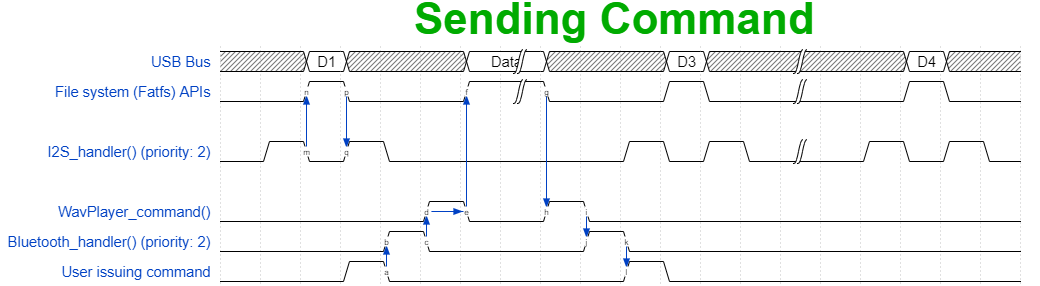 Sending Command
USB Bus D1 Data D3 D4
File system (Fatfs) APIs n p f g
I2S_handler() (priority: 2) m q
WavPlayer_command() d e h i
Bluetooth_handler() (priority: 2) b c j k
User issuing command a l